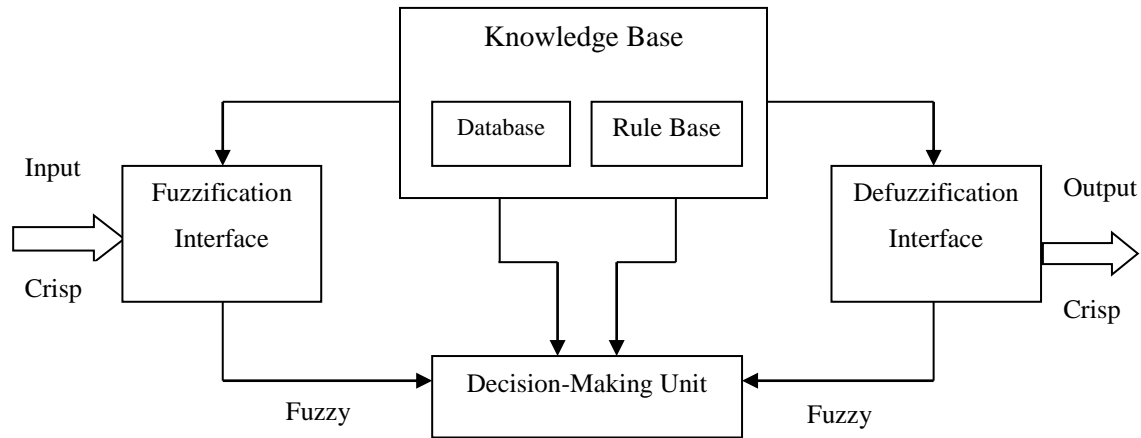 Knowledge Base
Database
Rule Base
Input
Crisp
Fuzzification
Interface
Defuzzification
Interface
Output
Crisp
Decision-Making Unit
Fuzzy
Fuzzy